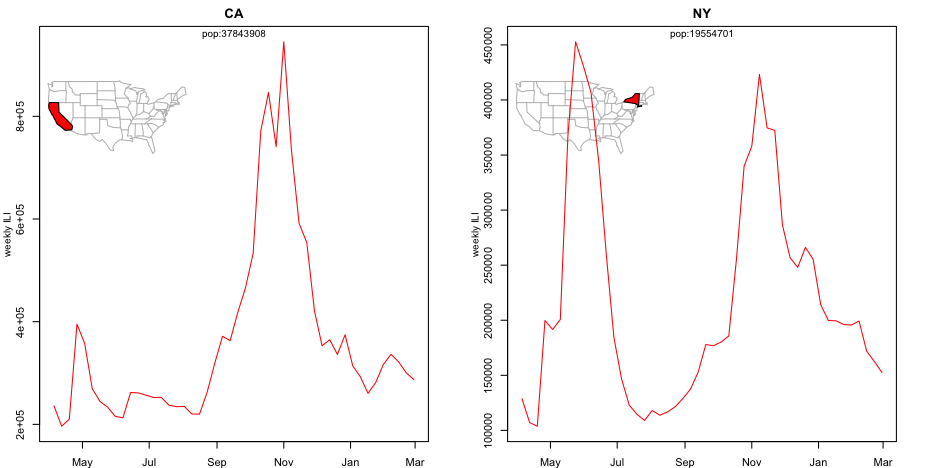 CA
pop:37843908
weekly ILI
8e+05
6e+05
4e+05
2e+05
May Jul Sep Nov Jan Mar
NY
pop:19554701
weekly ILI
450000
400000
350000
300000
250000
200000
150000
100000
May Jul Sep Nov Jan Mar